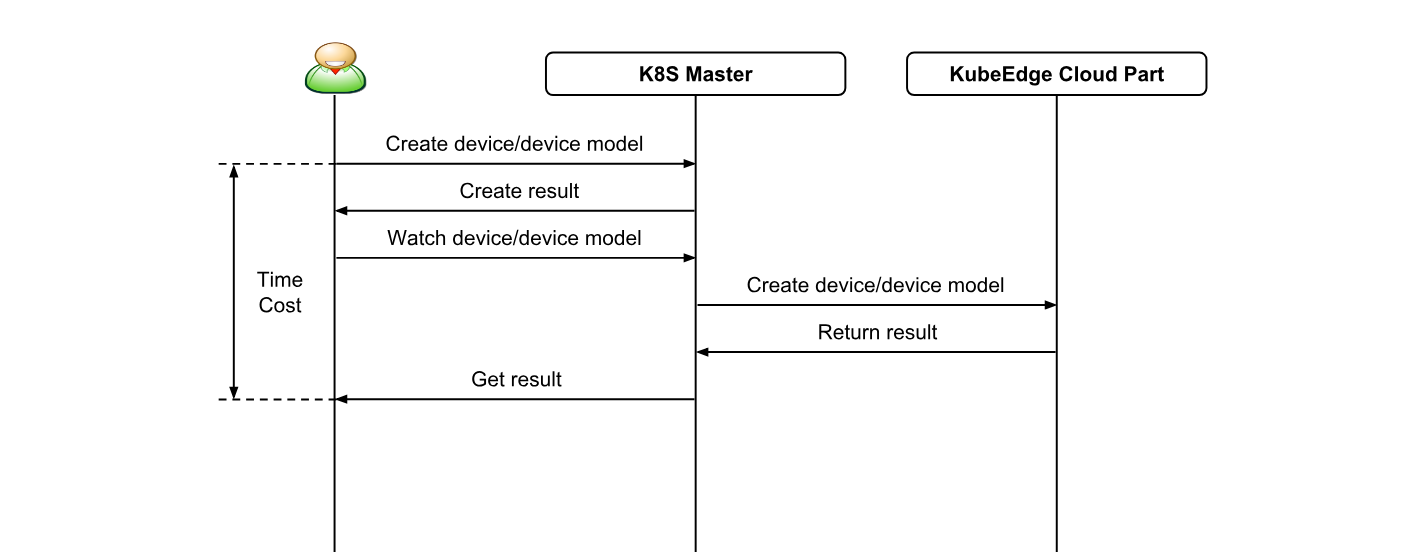 K8S Master
KubeEdge Cloud Part
Create device/device model
Create result
Watch device/device model
Time
Cost
Create device/device model
Return result
Get result